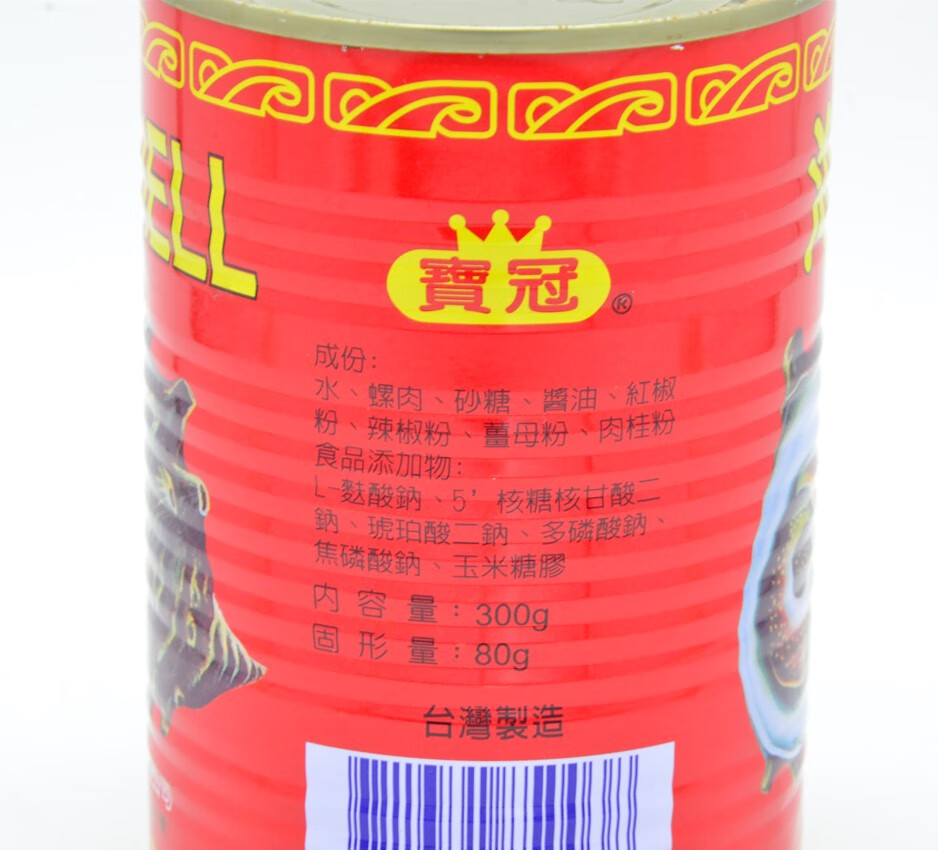 ELL
寶冠®
成份:
水、螺肉、砂糖、醬油、紅椒
粉、辣椒粉、薑母粉、肉桂粉
食品添加物:
L-麩酸鈉、5’核糖核甘酸二
鈉、琥珀酸二鈉、多磷酸鈉、
焦磷酸鈉、玉米糖膠
內容量:300g
固形量:80g
台灣製造